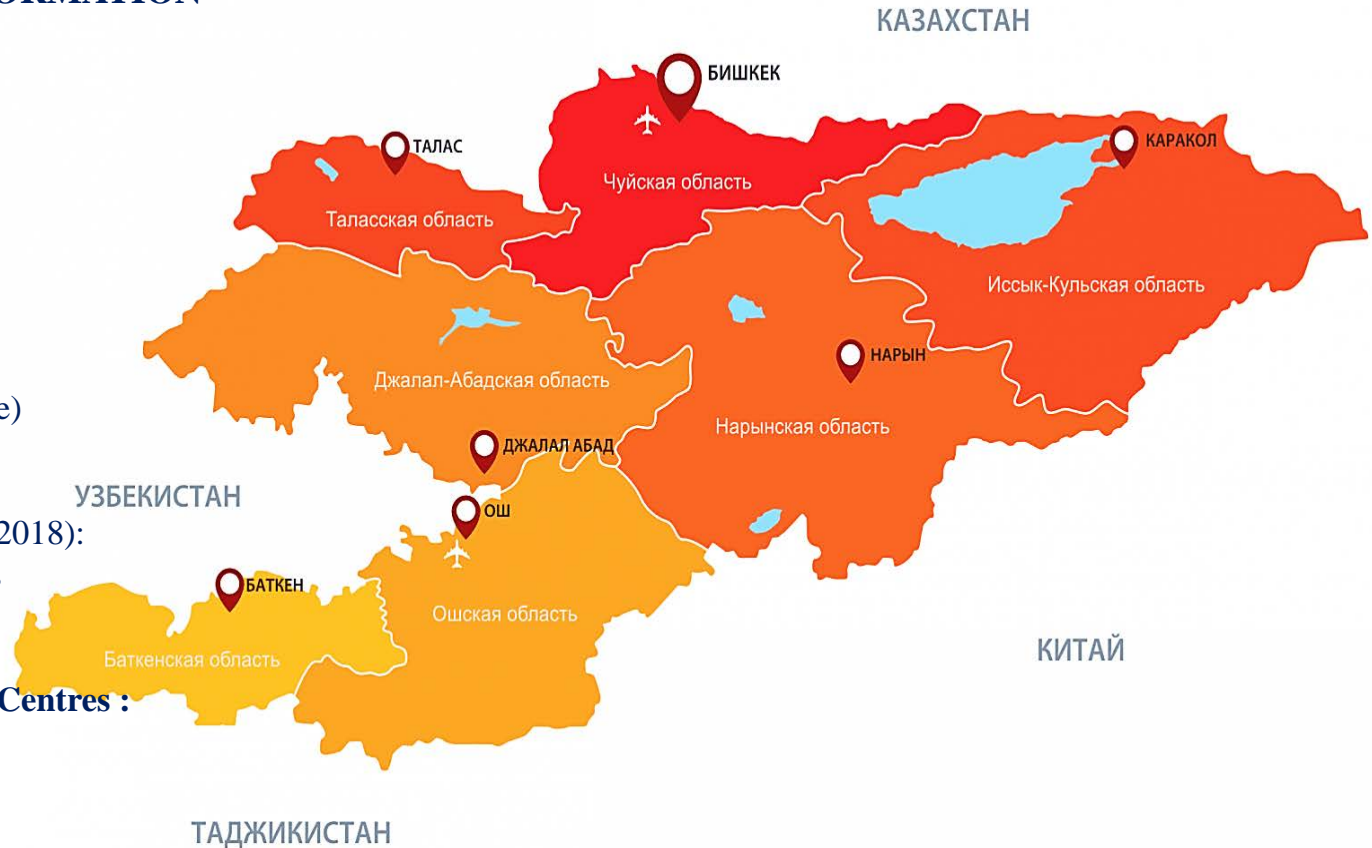 ORMATION
КАЗАХСТАН
БИШКЕК
ТАЛАС
КАРАКОЛ
Чуйская область
Таласская область
Иссык-Кульская область
НАРЫН
Джалал-Абадская область
e)
Нарынская область
ДЖАЛАЛ АБАД
УЗБЕКИСТАН
ОШ
2018):
БАТКЕН
Ошская область
КИТАЙ
Баткенская область
Centres :
ТАДЖИКИСТАН